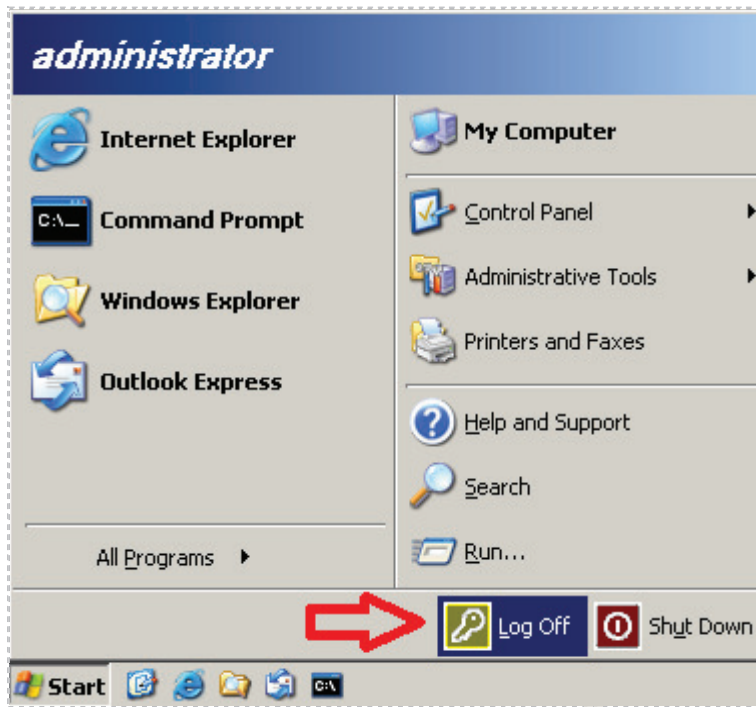 administrator
Internet Explorer
Command Prompt
Windows Explorer
Outlook Express
All Programs
My Computer
Control Panel
Administrative Tools
Printers and Faxes
Help and Support
Search
Run...
Log Off
Shut Down
Start
C:\_
C:\